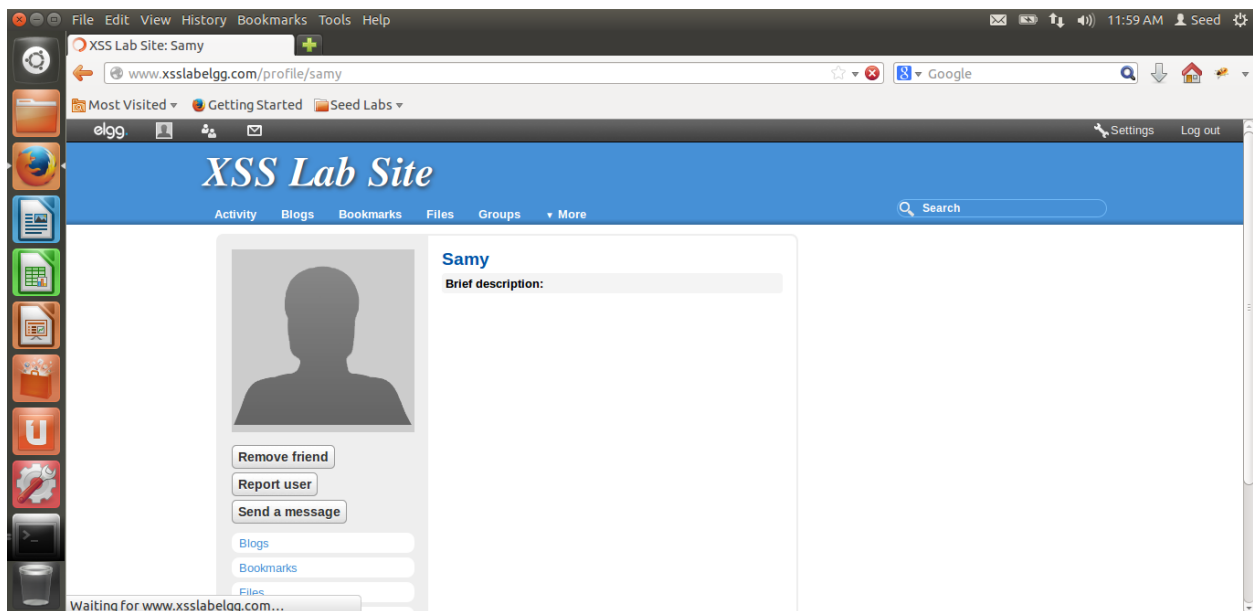 File Edit View History Bookmarks Tools Help
11:59 AM Seed
XSS Lab Site: Samy
www.xsslabelgg.com/profile/samy
Google
Most Visited
Getting Started
Seed Labs
elgg.
Settings
Log out
XSS Lab Site
Activity Blogs Bookmarks Files Groups More
Search
Samy
Brief description:
Remove friend
Report user
Send a message
Blogs
Bookmarks
Files
Waiting for www.xsslabelgg.com...